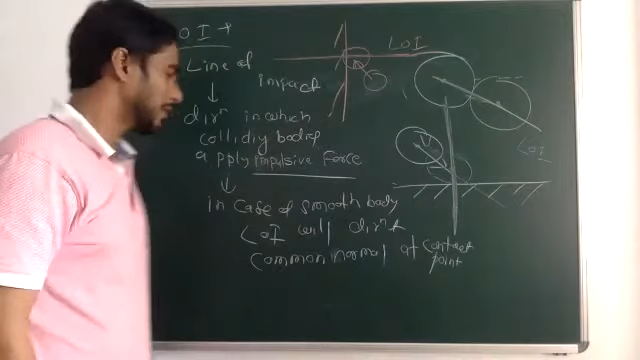 OI →
Line of
impact
↓
dirⁿ in which
colliding bodies
apply impulsive Force
↓
in case of smooth body
LOI will dirⁿ
common normal at contact
point
LOI
LOI